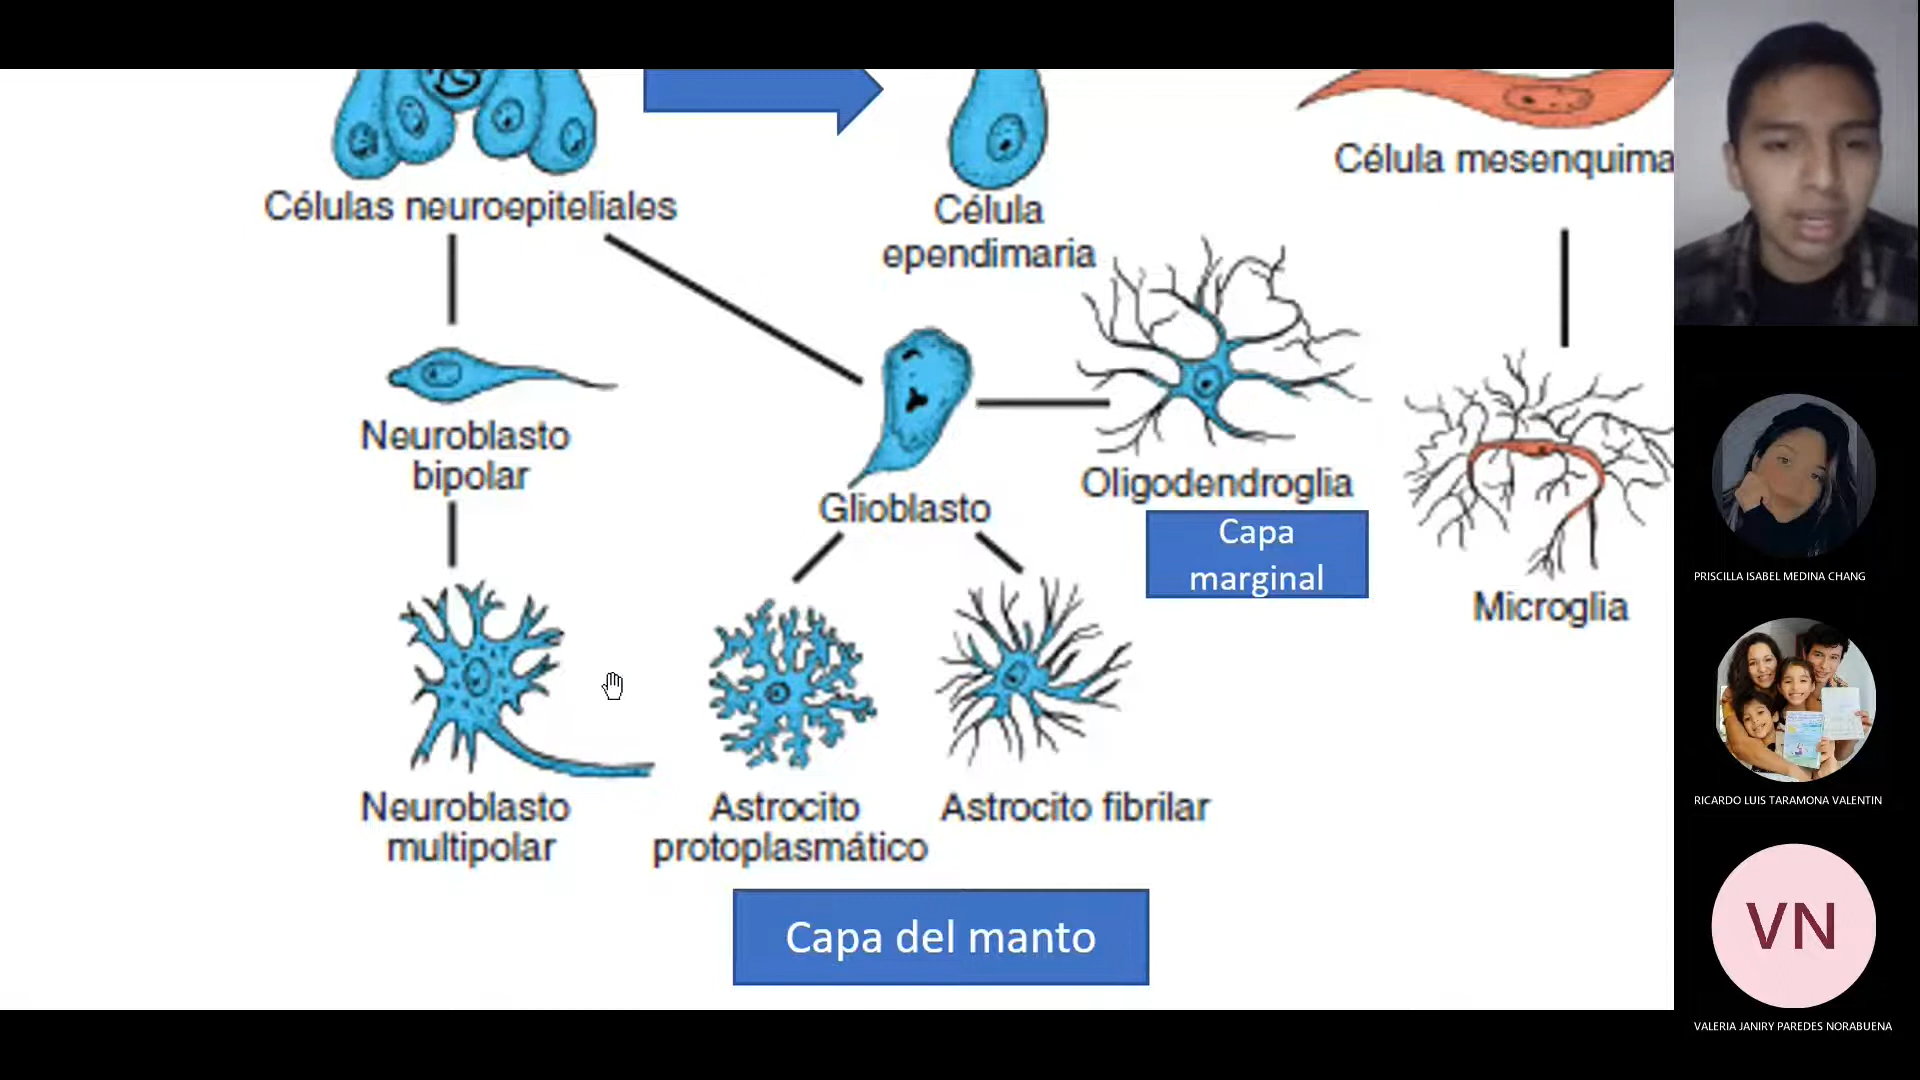 Células neuroepiteliales
Célula
ependimaria
Célula mesenquima
Neuroblasto
bipolar
Glioblasto
Oligodendroglia
Capa
marginal
Microglia
Neuroblasto
multipolar
Astrocito
protoplasmático
Astrocito fibrilar
Capa del manto
PRISCILLA ISABEL MEDINA CHANG
RICARDO LUIS TARAMONA VALENTIN
VN
VALERIA JANIRY PAREDES NORABUENA